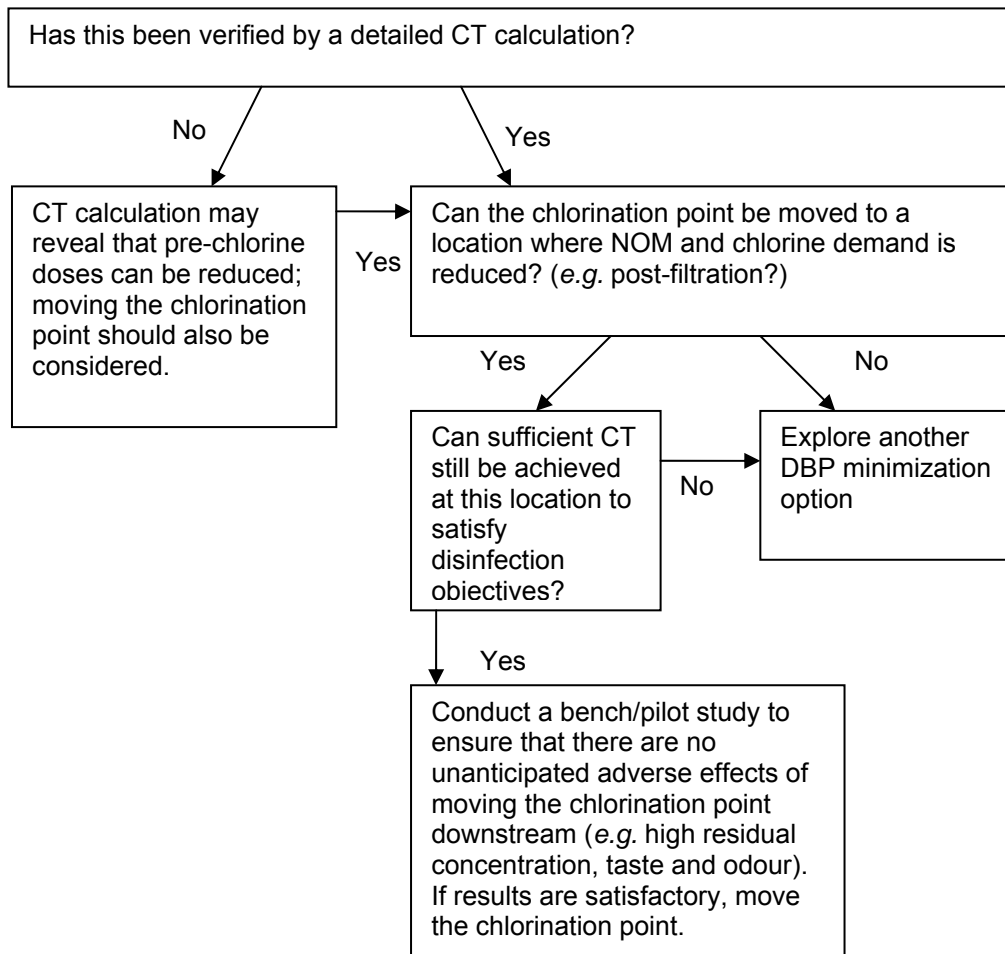 Has this been verified by a detailed CT calculation?
No
Yes
CT calculation may
reveal that pre-chlorine
doses can be reduced;
moving the chlorination
point should also be
considered.
Yes
Can the chlorination point be moved to a
location where NOM and chlorine demand is
reduced? (e.g. post-filtration?)
Yes
No
Can sufficient CT
still be achieved
at this location to
satisfy
disinfection
objectives?
No
Explore another
DBP minimization
option
Yes
Conduct a bench/pilot study to
ensure that there are no
unanticipated adverse effects of
moving the chlorination point
downstream (e.g. high residual
concentration, taste and odour).
If results are satisfactory, move
the chlorination point.